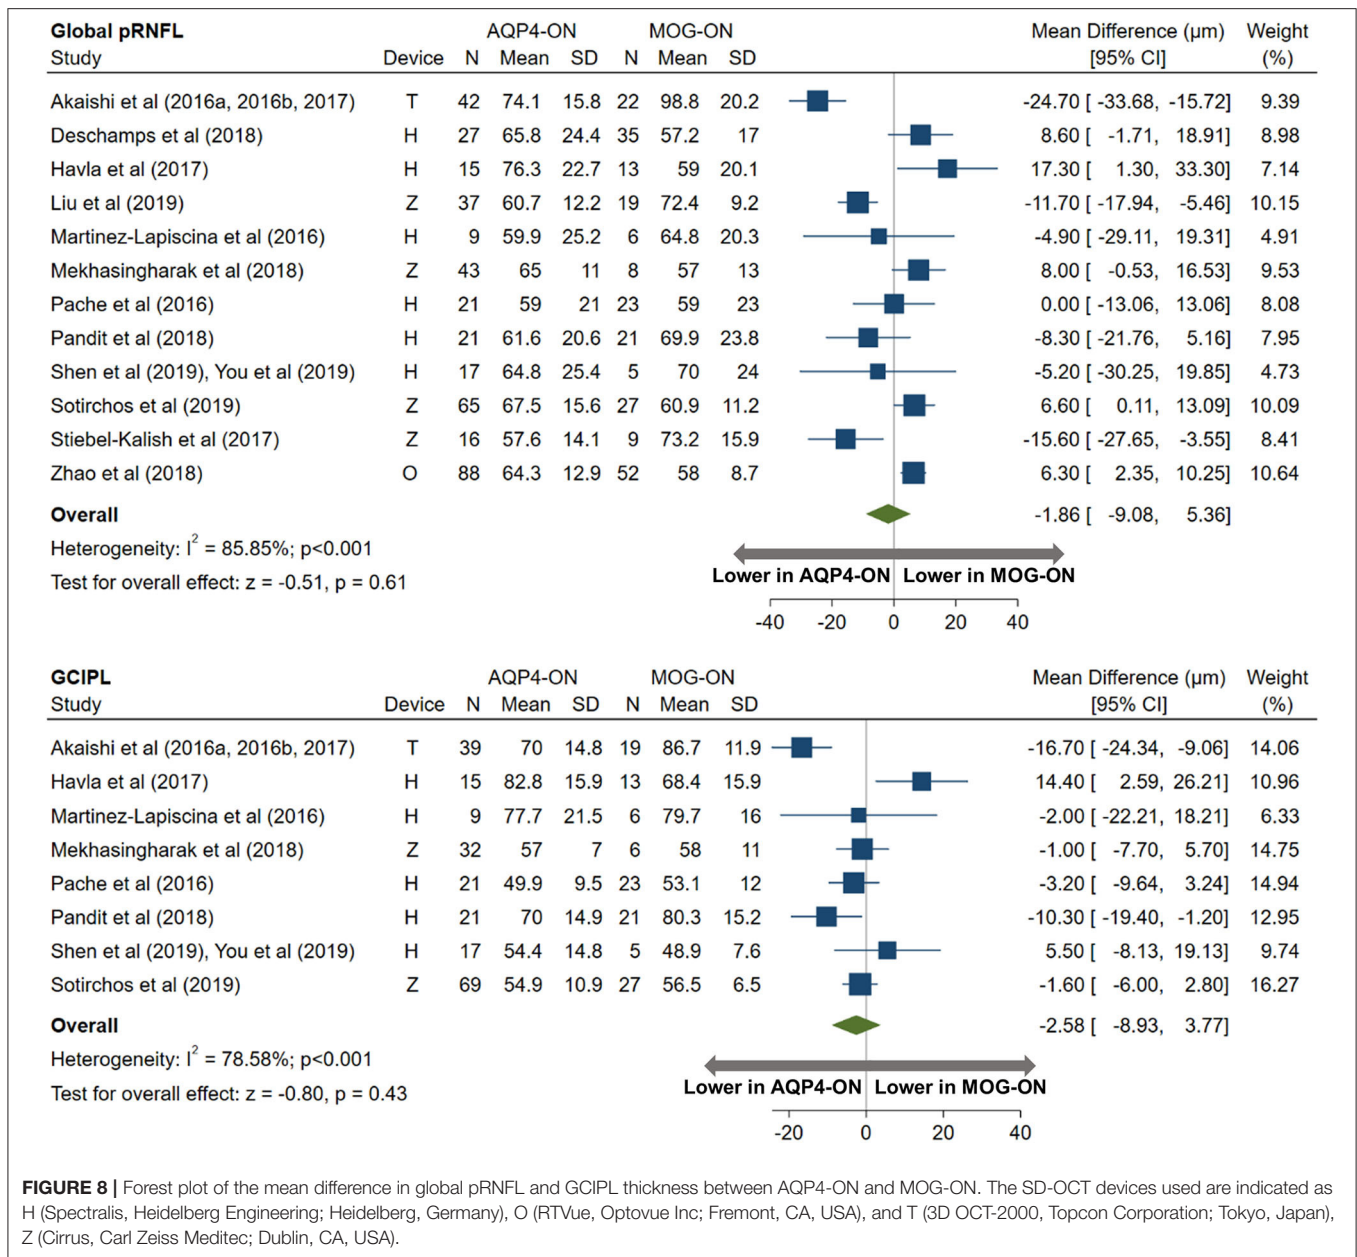 Global pRNFL AQP4-ON MOG-ON Mean Difference (µm) Weight
Study Device N Mean SD N Mean SD [95% CI] (%)
Akaishi et al (2016a, 2016b, 2017) T 42 74.1 15.8 22 98.8 20.2 -24.70 [ -33.68, -15.72] 9.39
Deschamps et al (2018) H 27 65.8 24.4 35 57.2 17 8.60 [ -1.71, 18.91] 8.98
Havla et al (2017) H 15 76.3 22.7 13 59 20.1 17.30 [ 1.30, 33.30] 7.14
Liu et al (2019) Z 37 60.7 12.2 19 72.4 9.2 -11.70 [ -17.94, -5.46] 10.15
Martinez-Lapiscina et al (2016) H 9 59.9 25.2 6 64.8 20.3 -4.90 [ -29.11, 19.31] 4.91
Mekhasingharak et al (2018) Z 43 65 11 8 57 13 8.00 [ -0.53, 16.53] 9.53
Pache et al (2016) H 21 59 21 23 59 23 0.00 [ -13.06, 13.06] 8.08
Pandit et al (2018) H 21 61.6 20.6 21 69.9 23.8 -8.30 [ -21.76, 5.16] 7.95
Shen et al (2019), You et al (2019) H 17 64.8 25.4 5 70 24 -5.20 [ -30.25, 19.85] 4.73
Sotirchos et al (2019) Z 65 67.5 15.6 27 60.9 11.2 6.60 [ 0.11, 13.09] 10.09
Stiebel-Kalish et al (2017) Z 16 57.6 14.1 9 73.2 15.9 -15.60 [ -27.65, -3.55] 8.41
Zhao et al (2018) O 88 64.3 12.9 52 58 8.7 6.30 [ 2.35, 10.25] 10.64
Overall -1.86 [ -9.08, 5.36]
Heterogeneity: I² = 85.85%; p<0.001
Lower in AQP4-ON Lower in MOG-ON
Test for overall effect: z = -0.51, p = 0.61
-40 -20 0 20 40
GCIPL AQP4-ON MOG-ON Mean Difference (µm) Weight
Study Device N Mean SD N Mean SD [95% CI] (%)
Akaishi et al (2016a, 2016b, 2017) T 39 70 14.8 19 86.7 11.9 -16.70 [ -24.34, -9.06] 14.06
Havla et al (2017) H 15 82.8 15.9 13 68.4 15.9 14.40 [ 2.59, 26.21] 10.96
Martinez-Lapiscina et al (2016) H 9 77.7 21.5 6 79.7 16 -2.00 [ -22.21, 18.21] 6.33
Mekhasingharak et al (2018) Z 32 57 7 6 58 11 -1.00 [ -7.70, 5.70] 14.75
Pache et al (2016) H 21 49.9 9.5 23 53.1 12 -3.20 [ -9.64, 3.24] 14.94
Pandit et al (2018) H 21 70 14.9 21 80.3 15.2 -10.30 [ -19.40, -1.20] 12.95
Shen et al (2019), You et al (2019) H 17 54.4 14.8 5 48.9 7.6 5.50 [ -8.13, 19.13] 9.74
Sotirchos et al (2019) Z 69 54.9 10.9 27 56.5 6.5 -1.60 [ -6.00, 2.80] 16.27
Overall -2.58 [ -8.93, 3.77]
Heterogeneity: I² = 78.58%; p<0.001
Lower in AQP4-ON Lower in MOG-ON
Test for overall effect: z = -0.80, p = 0.43
-20 0 20 40
FIGURE 8 | Forest plot of the mean difference in global pRNFL and GCIPL thickness between AQP4-ON and MOG-ON. The SD-OCT devices used are indicated as
H (Spectralis, Heidelberg Engineering; Heidelberg, Germany), O (RTVue, Optovue Inc; Fremont, CA, USA), and T (3D OCT-2000, Topcon Corporation; Tokyo, Japan),
Z (Cirrus, Carl Zeiss Meditec; Dublin, CA, USA).